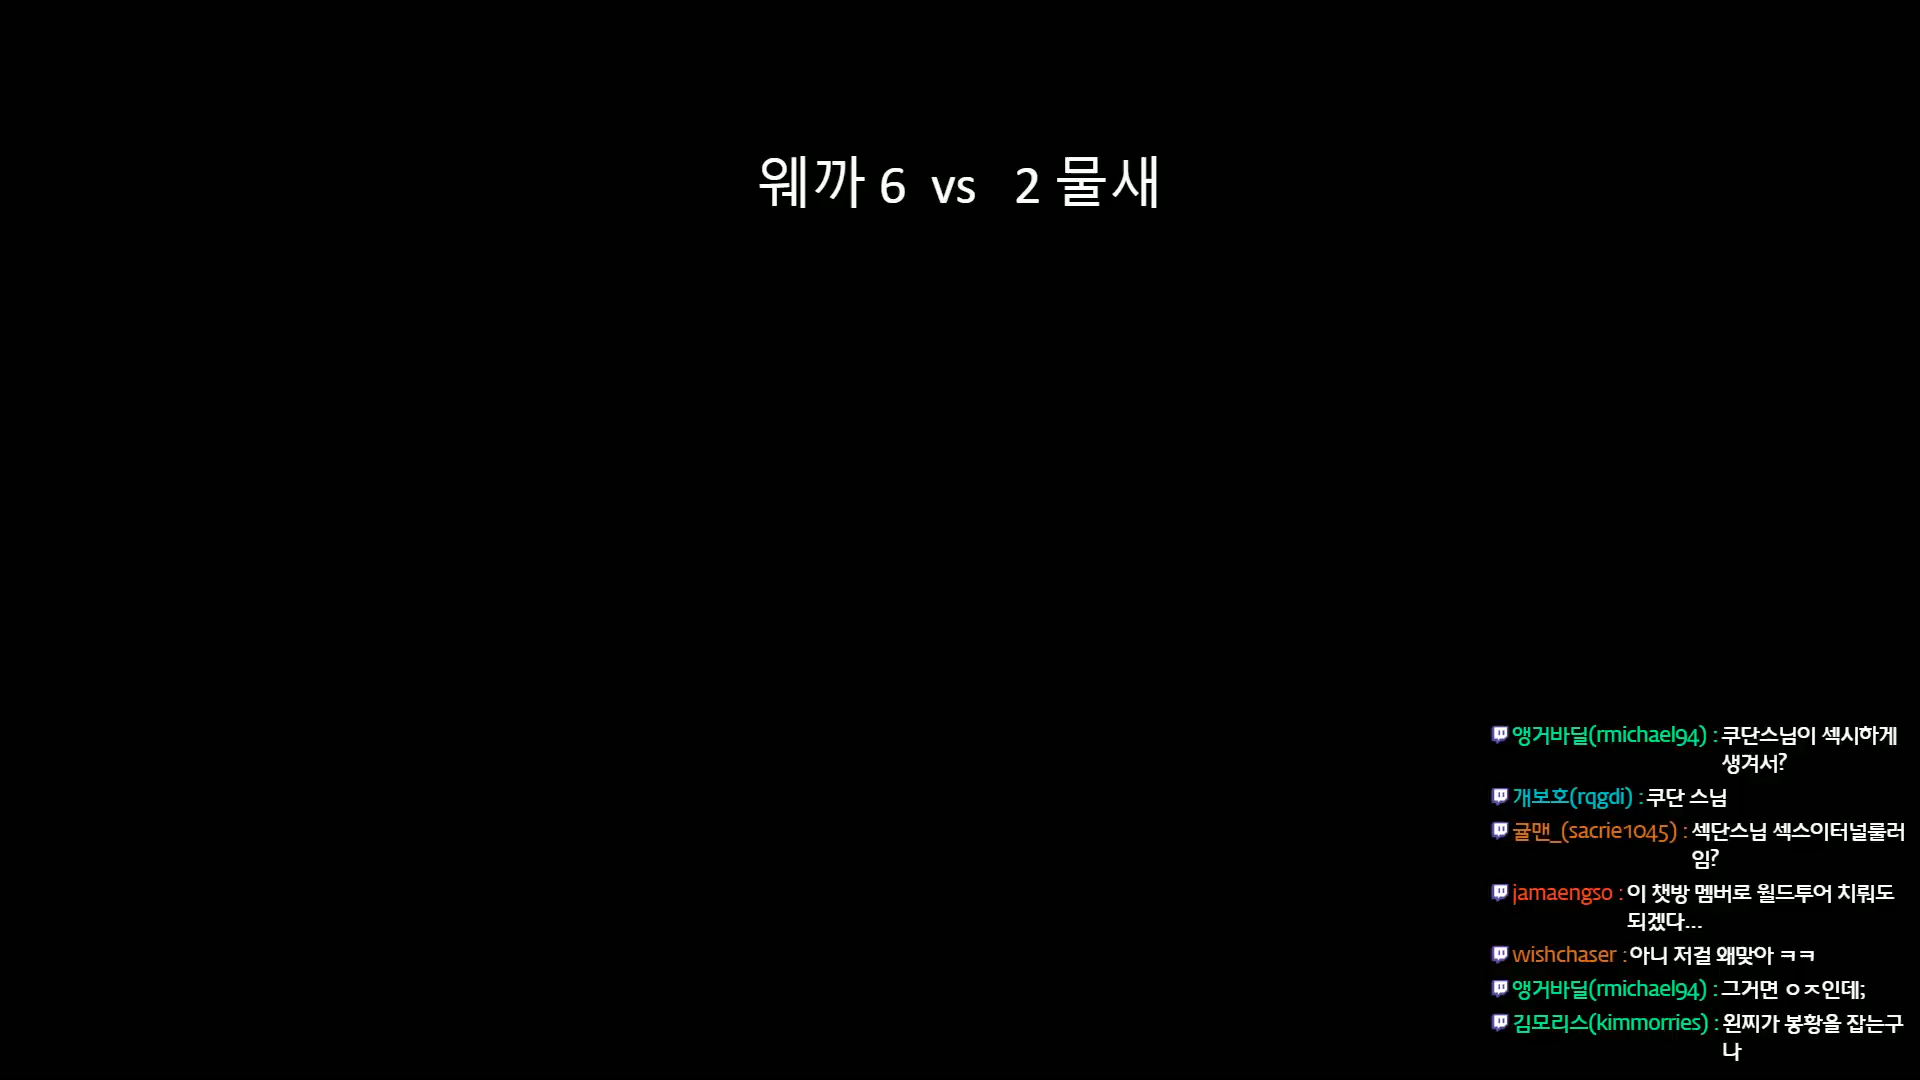 웨까 6 vs 2 물새
앵거바딜(rmichael94) : 쿠단스님이 섹시하게
생겨서?
개보호(rqgdi) : 쿠단 스님
귤맨_(sacrie1045) : 섹단스님 섹스이터널룰러
임?
jamaengso : 이 챗방 멤버로 월드투어 치뤄도
되겠다...
wishchaser : 아니 저걸 왜맞아 ㅋㅋ
앵거바딜(rmichael94) : 그거면 ㅇㅈ인데;
김모리스(kimmorries) : 왼찌가 봉황을 잡는구
나